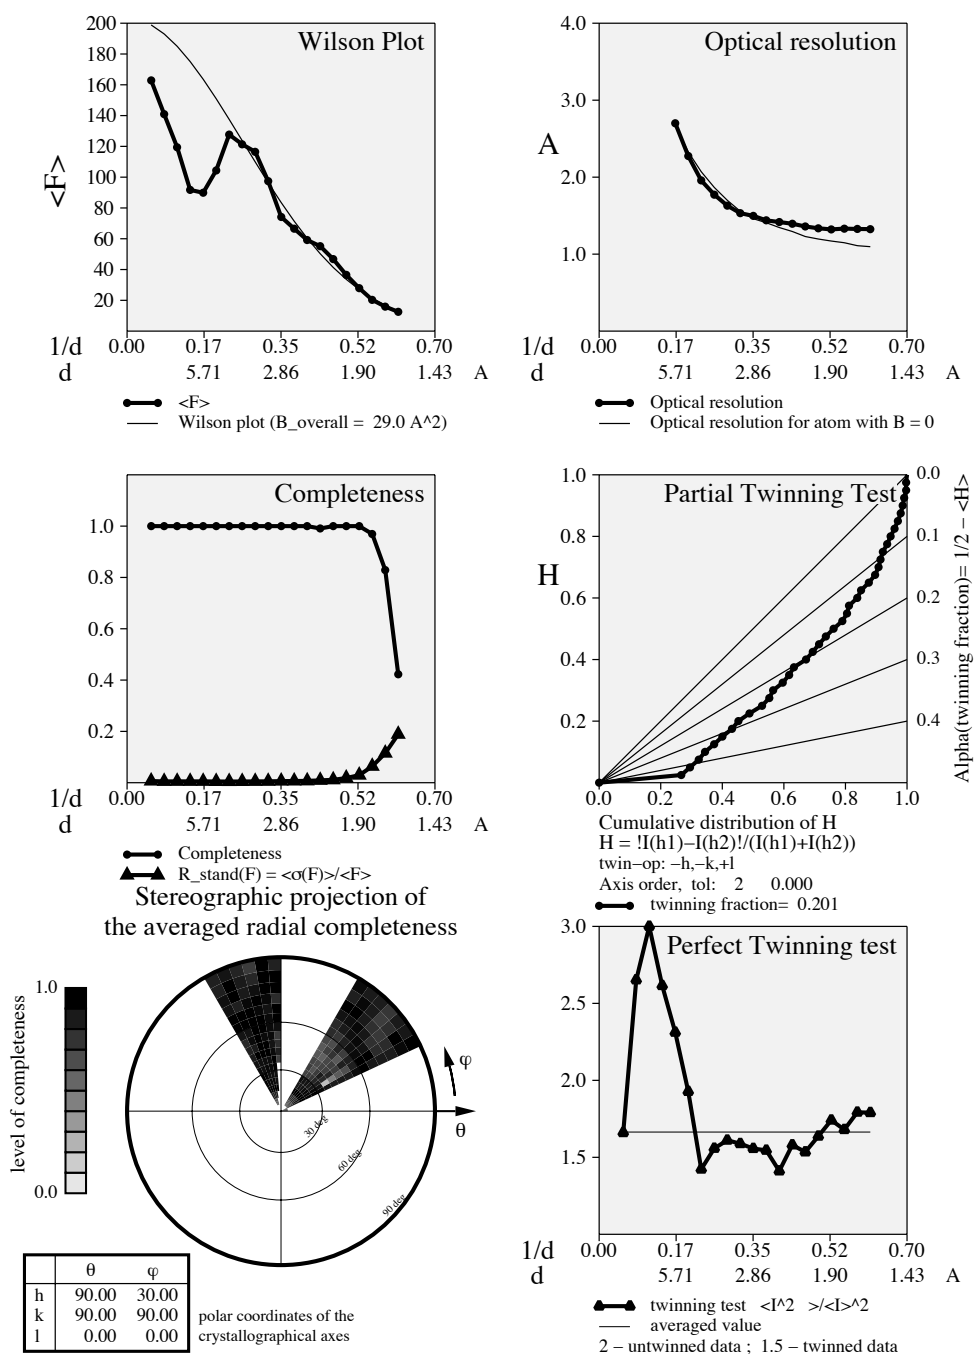 Wilson Plot
200
180
160
140
120
100
80
60
40
20
<F>
1/d 0.00 0.17 0.35 0.52 0.70
d 5.71 2.86 1.90 1.43 A
<F>
Wilson plot (B_overall = 29.0 A^2)
Optical resolution
4.0
3.0
2.0
1.0
A
1/d 0.00 0.17 0.35 0.52 0.70
d 5.71 2.86 1.90 1.43 A
Optical resolution
Optical resolution for atom with B = 0
Completeness
1.0
0.8
0.6
0.4
0.2
1/d 0.00 0.17 0.35 0.52 0.70
d 5.71 2.86 1.90 1.43 A
Completeness
R_stand(F) = <σ(F)>/<F>
Partial Twinning Test
1.0
0.8
0.6
0.4
0.2
H
0.0
0.1
0.2
0.3
0.4
Alpha(twinning fraction)= 1/2 − <H>
0.0 0.2 0.4 0.6 0.8 1.0
Cumulative distribution of H
H = !I(h1)−I(h2)!/(I(h1)+I(h2))
twin−op: −h,−k,+l
Axis order, tol: 2 0.000
twinning fraction= 0.201
Stereographic projection of
the averaged radial completeness
1.0
0.0
level of completeness
φ
θ
30 deg
60 deg
90 deg
θ φ
h 90.00 30.00
k 90.00 90.00
l 0.00 0.00
polar coordinates of the
crystallographical axes
Perfect Twinning test
3.0
2.5
2.0
1.5
1/d 0.00 0.17 0.35 0.52 0.70
d 5.71 2.86 1.90 1.43 A
twinning test <I^2 >/<I>^2
averaged value
2 − untwinned data ; 1.5 − twinned data